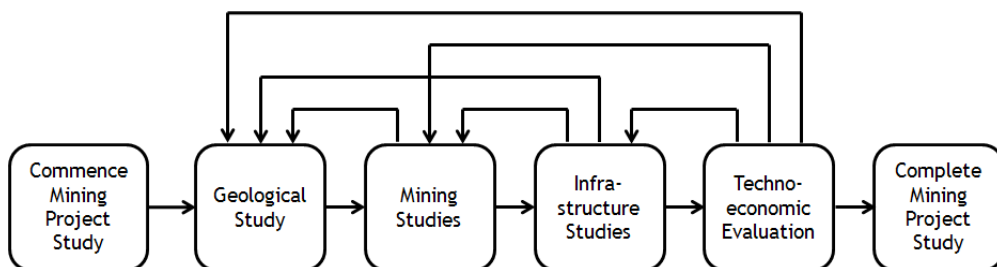 Commence
Mining
Project
Study
Geological
Study
Mining
Studies
Infra-
structure
Studies
Techno-
economic
Evaluation
Complete
Mining
Project
Study